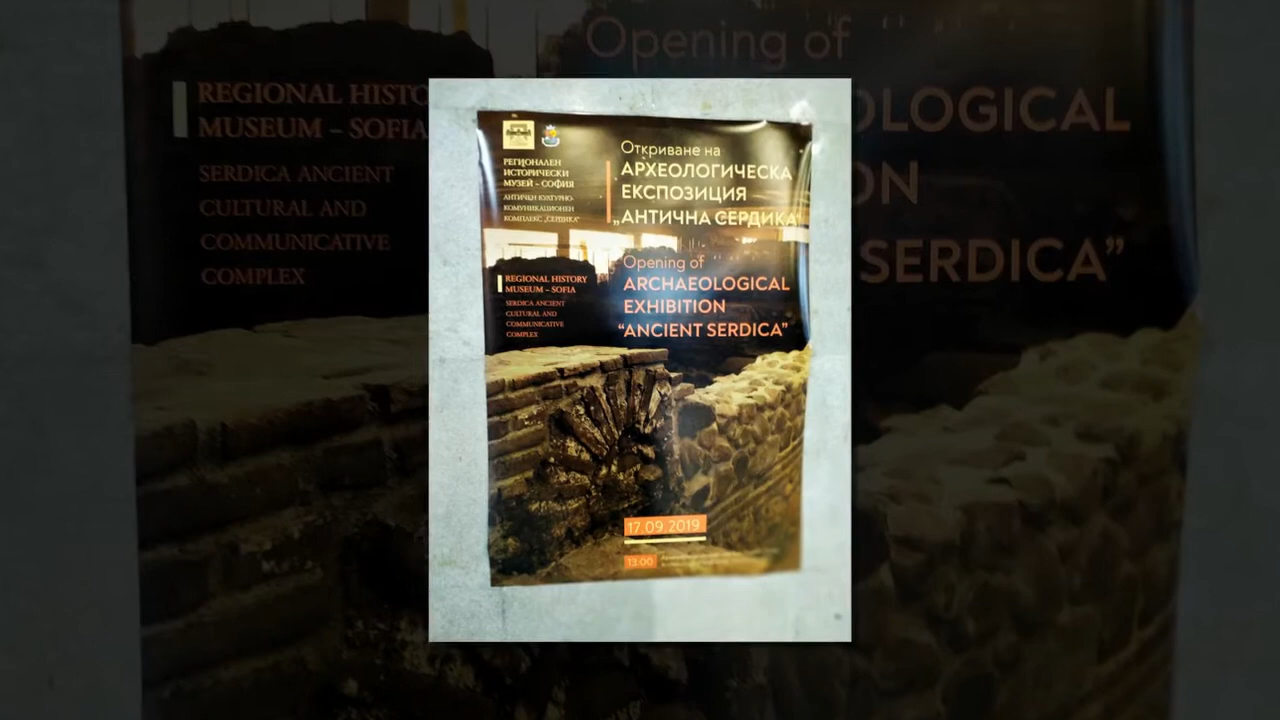 Откриване на
АРХЕОЛОГИЧЕСКА
ЕКСПОЗИЦИЯ
„АНТИЧНА СЕРДИКА“
РЕГИОНАЛЕН
ИСТОРИЧЕСКИ
МУЗЕЙ – СОФИЯ
АНТИЧЕН КУЛТУРНО-
КОМУНИКАЦИОНЕН
КОМПЛЕКС „СЕРДИКА“
Opening of
ARCHAEOLOGICAL
EXHIBITION
“ANCIENT SERDICA”
REGIONAL HISTORY
MUSEUM – SOFIA
SERDICA ANCIENT
CULTURAL AND
COMMUNICATIVE
COMPLEX
17.09.2019
13:00